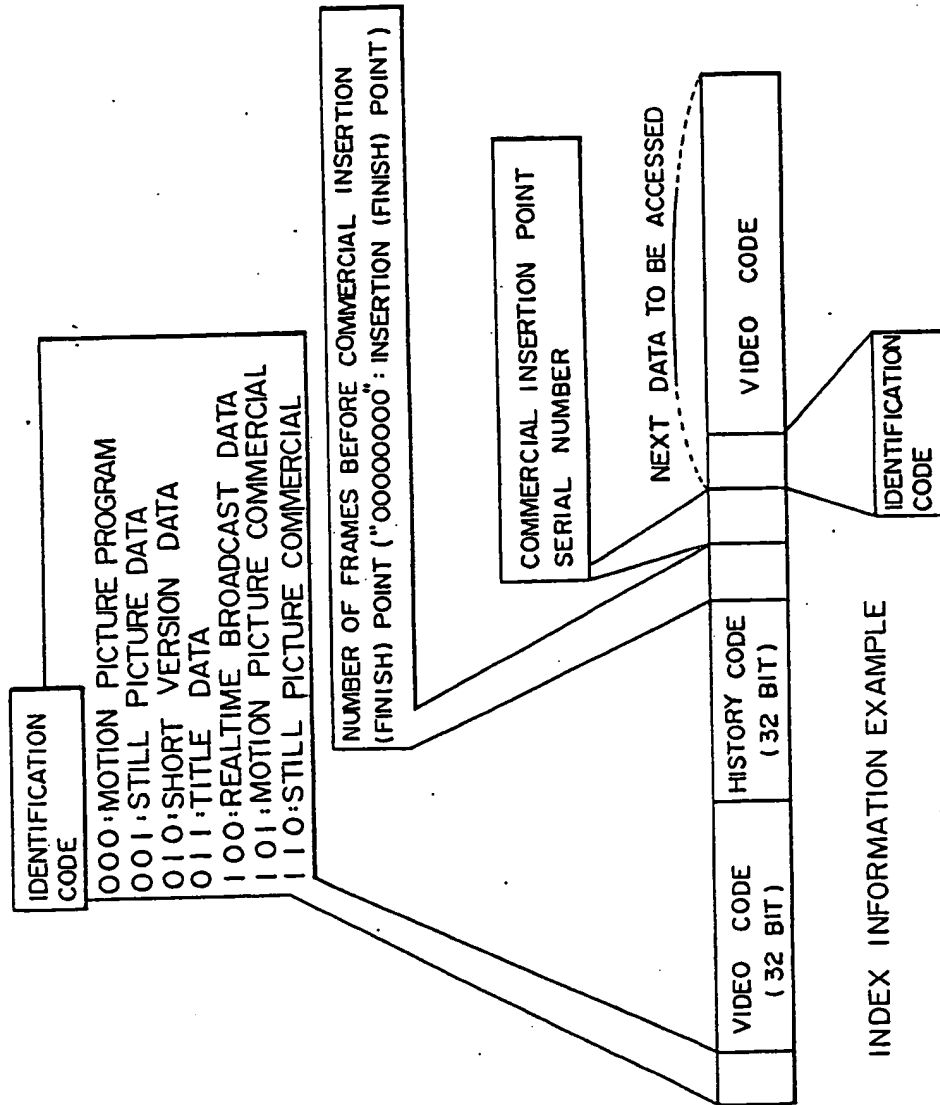 IDENTIFICATION
CODE
000:MOTION PICTURE PROGRAM
001:STILL PICTURE DATA
010:SHORT VERSION DATA
011:TITLE DATA
100:REALTIME BROADCAST DATA
101:MOTION PICTURE COMMERCIAL
110:STILL PICTURE COMMERCIAL
NUMBER OF FRAMES BEFORE COMMERCIAL INSERTION
(FINISH) POINT ("0000000": INSERTION (FINISH) POINT)
COMMERCIAL INSERTION POINT
SERIAL NUMBER
NEXT DATA TO BE ACCESSED
VIDEO CODE
(32 BIT)
HISTORY CODE
(32 BIT)
VIDEO CODE
IDENTIFICATION
CODE
INDEX INFORMATION EXAMPLE